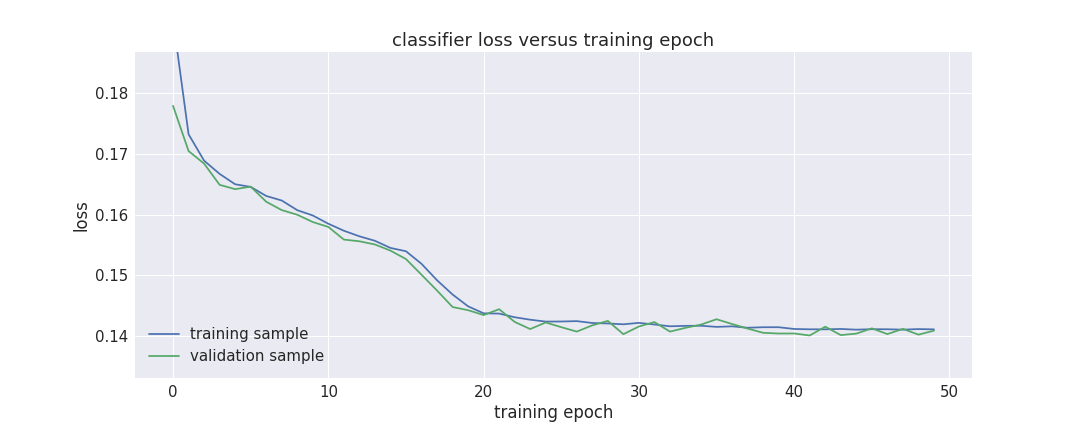 classifier loss versus training epoch
0.18
0.17
0.16
0.15
0.14
loss
training sample
validation sample
0 10 20 30 40 50
training epoch